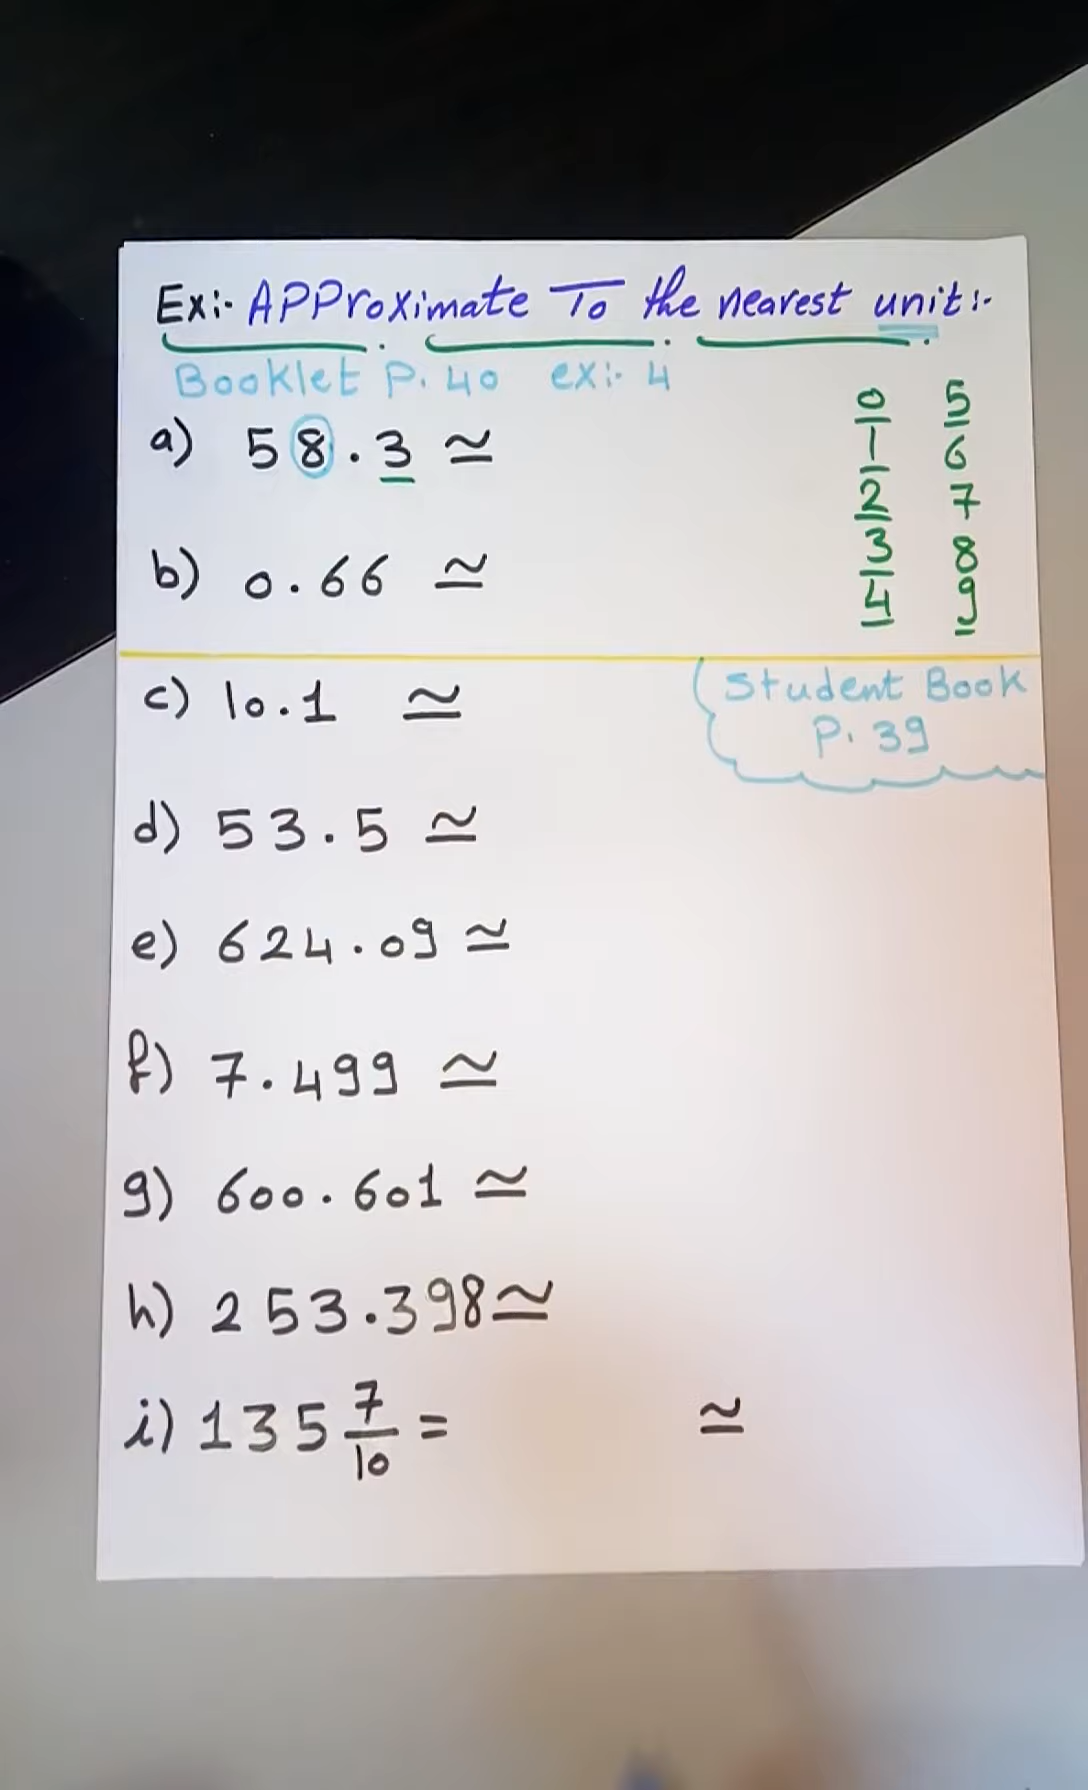 Ex:- APProximate To the nearest unit:-
Booklet P. 40 ex:- 4
a) 58.3 ≃
b) 0.66 ≃
0 5
1 6
2 7
3 8
4 9
c) 10.1 ≃
Student Book
P. 39
d) 53.5 ≃
e) 624.09 ≃
f) 7.499 ≃
g) 600.601 ≃
h) 253.398 ≃
i) 135 7/10 = ≃